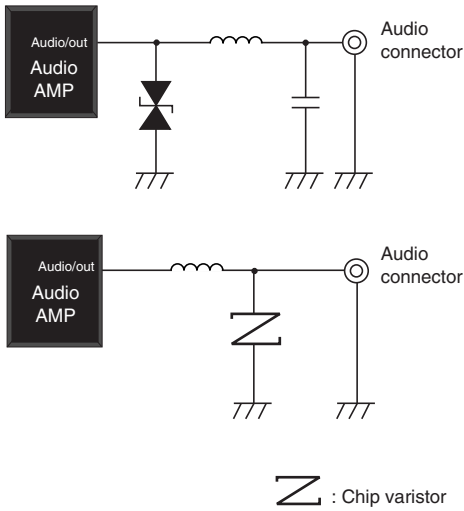 Audio/out
Audio
AMP
Audio
connector
Audio/out
Audio
AMP
Audio
connector
: Chip varistor